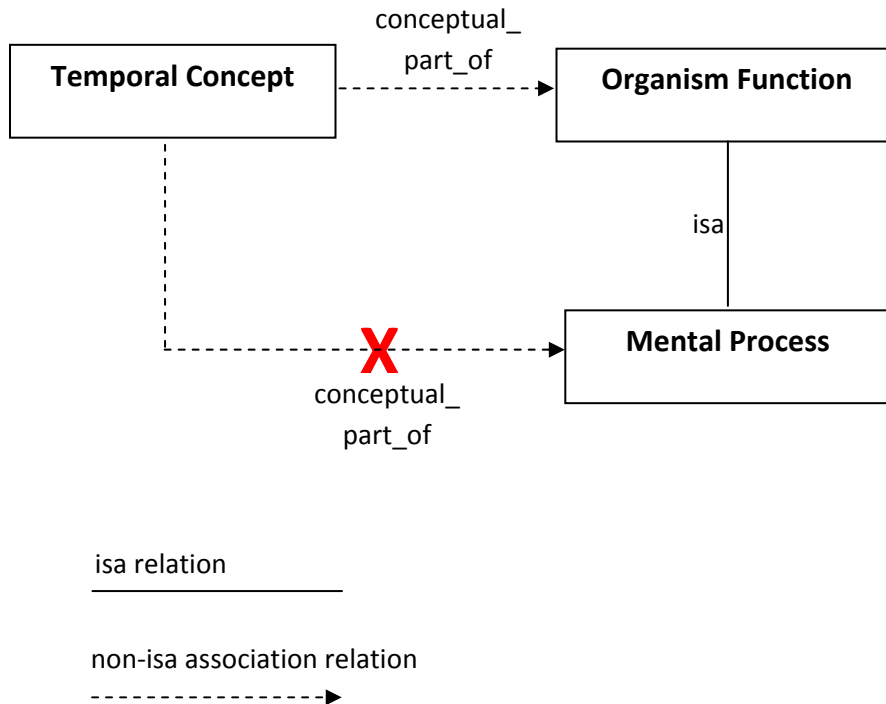 conceptual_
part_of
Temporal Concept
Organism Function
isa
Mental Process
X
conceptual_
part_of
isa relation
non-isa association relation